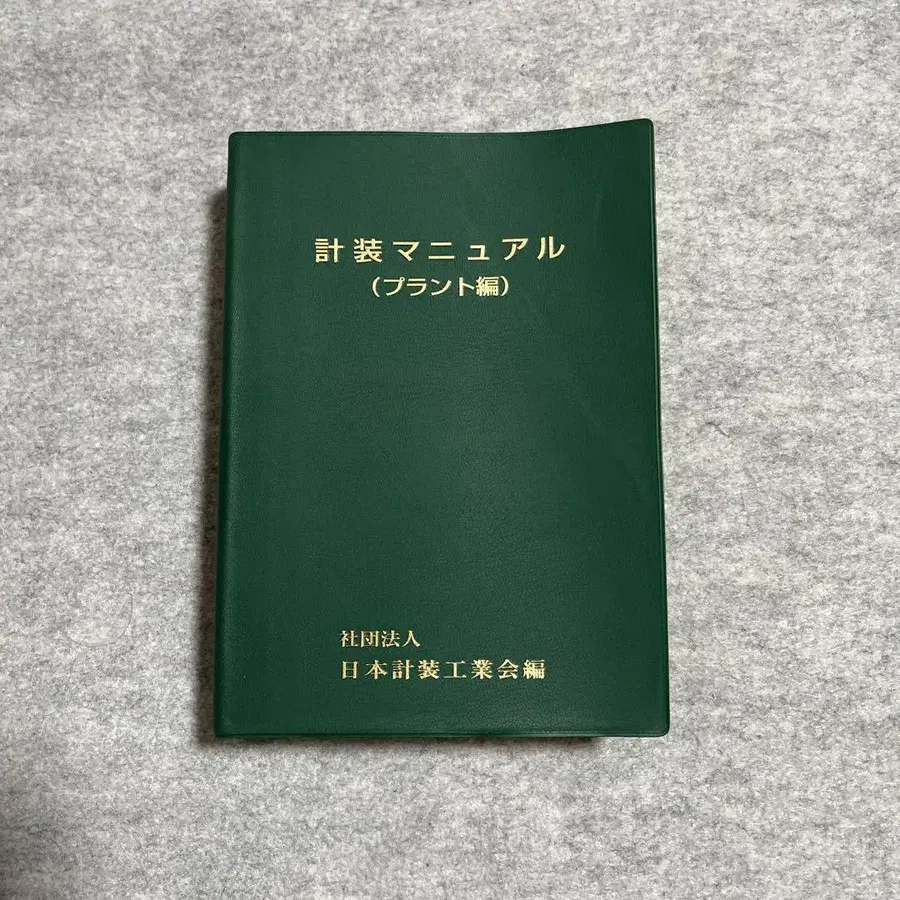 計装マニュアル
（プラント編）
社団法人
日本計装工業会編